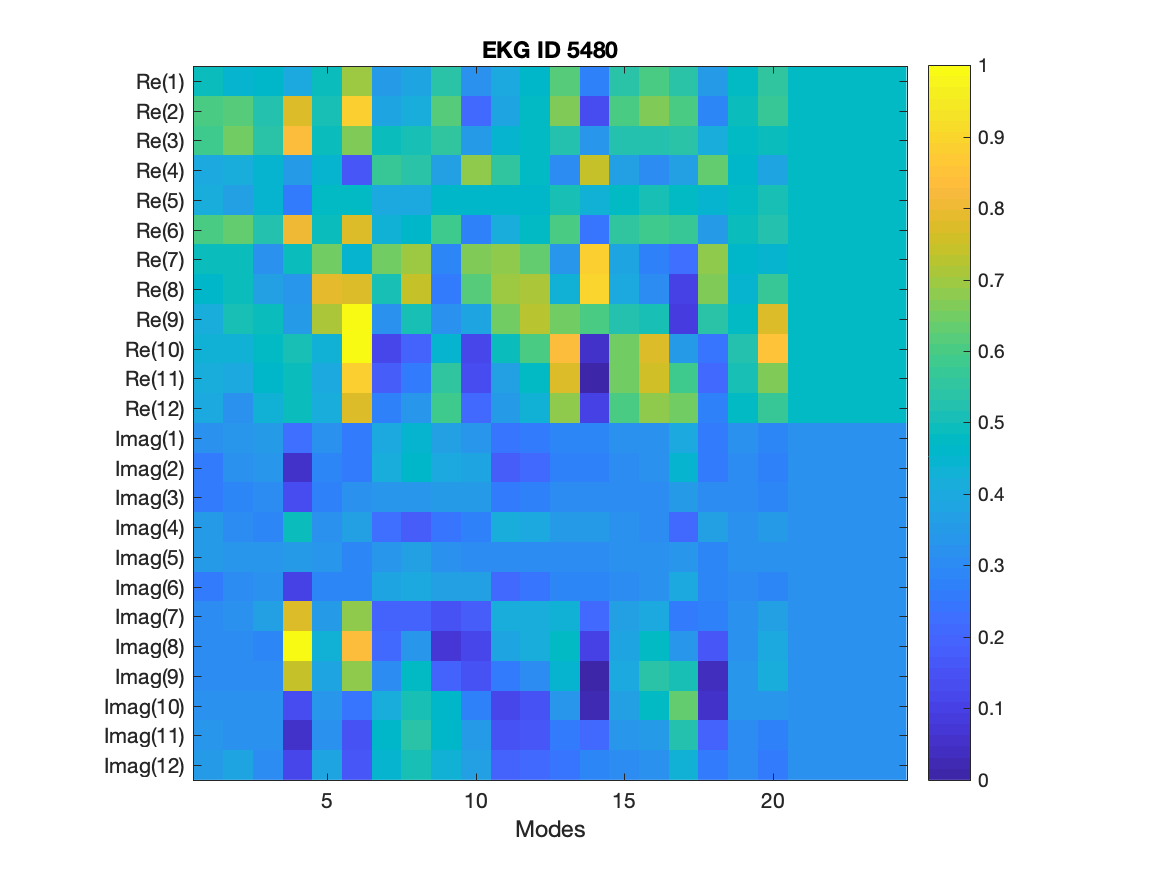 EKG ID 5480
Re(1)
Re(2)
Re(3)
Re(4)
Re(5)
Re(6)
Re(7)
Re(8)
Re(9)
Re(10)
Re(11)
Re(12)
Imag(1)
Imag(2)
Imag(3)
Imag(4)
Imag(5)
Imag(6)
Imag(7)
Imag(8)
Imag(9)
Imag(10)
Imag(11)
Imag(12)
5 10 15 20
Modes
1
0.9
0.8
0.7
0.6
0.5
0.4
0.3
0.2
0.1
0